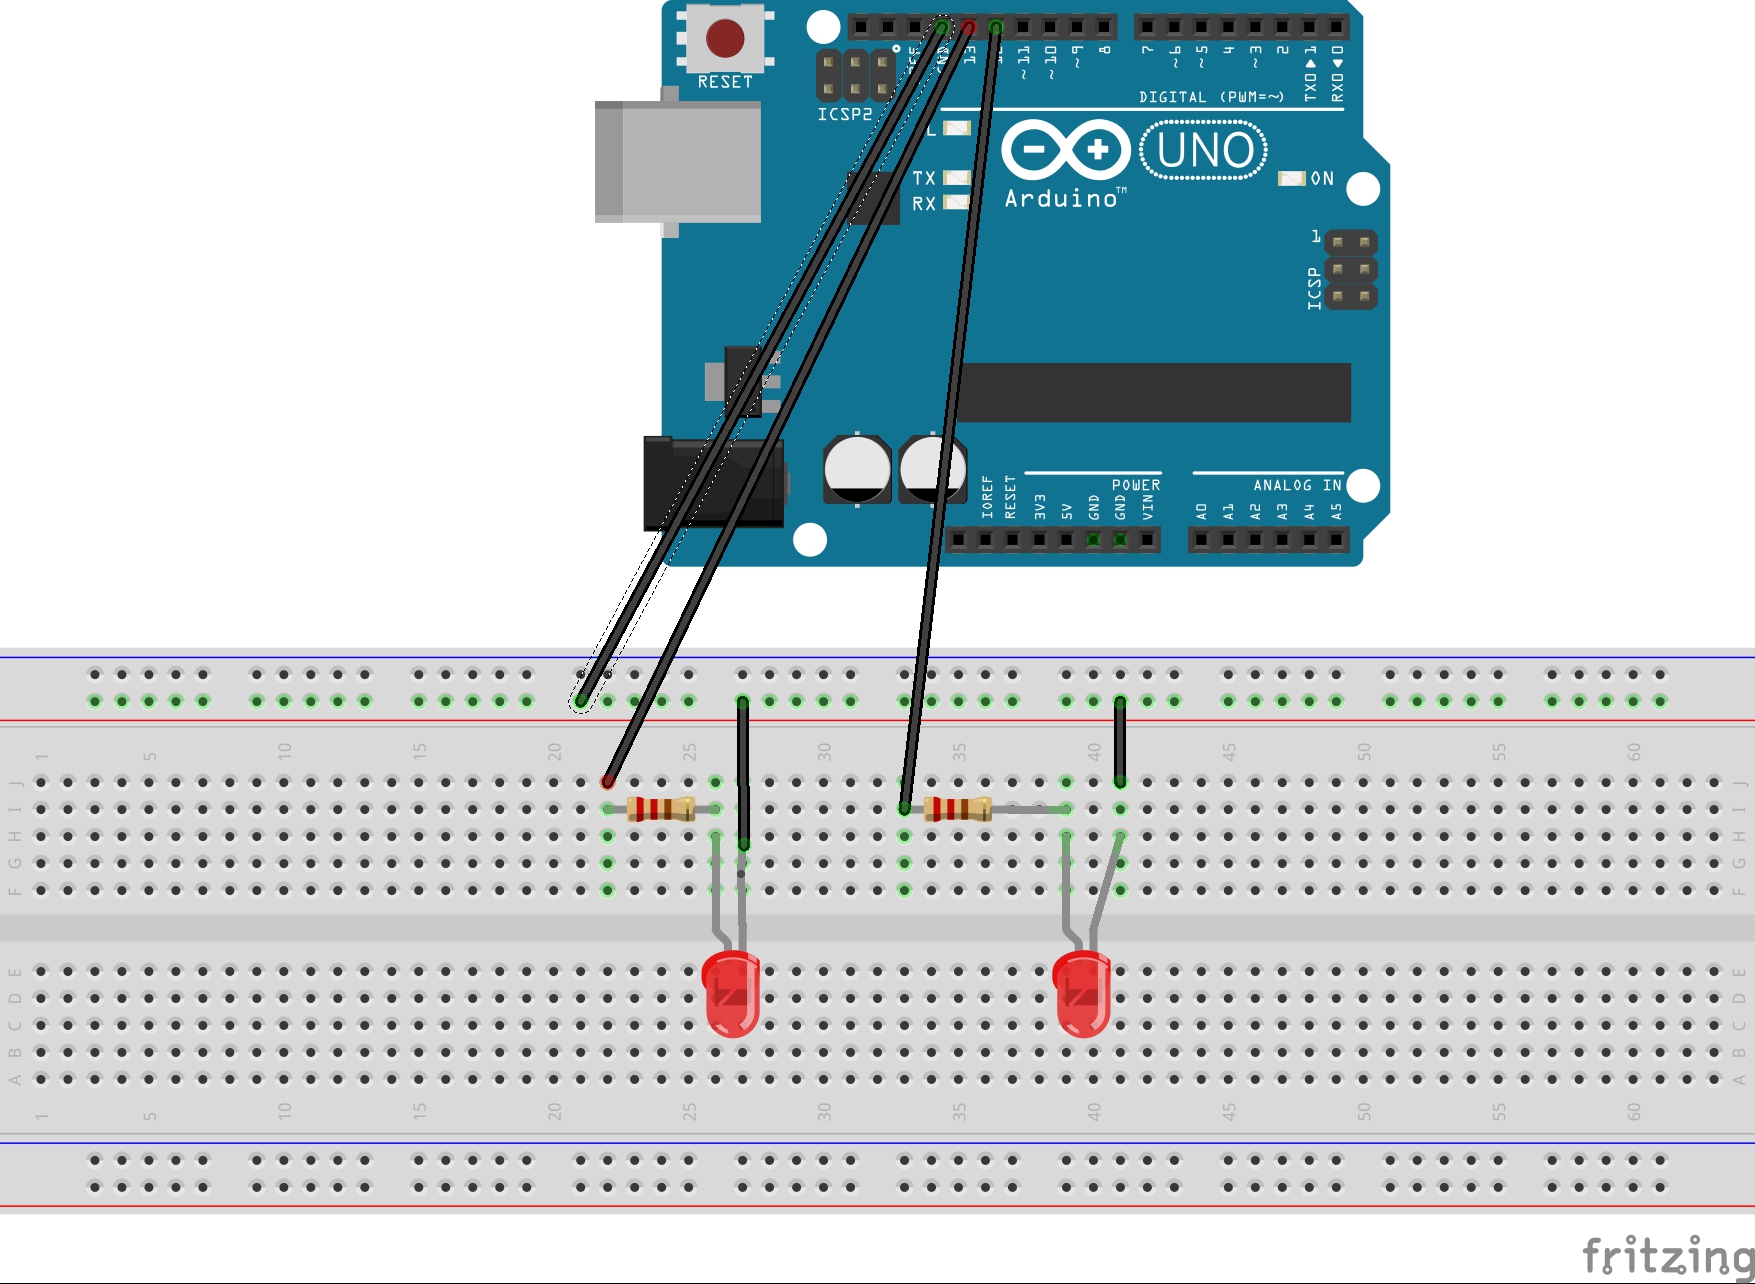 RESET
ICSP2
13
~11
~10
~9
8
7
~6
~5
4
~3
2
TX0 ▶ 1
RX0 ◀ 0
DIGITAL (PWM=~)
L
TX
RX
UNO
Arduino™
ON
1
ICSP
IOREF
RESET
3V3
5V
GND
GND
VIN
POWER
A0
A1
A2
A3
A4
A5
ANALOG IN
1 5 10 15 20 25 30 35 40 45 50 55 60
J J
I I
H H
G G
F F
E E
D D
C C
B B
A A
1 5 10 15 20 25 30 35 40 45 50 55 60
fritzing